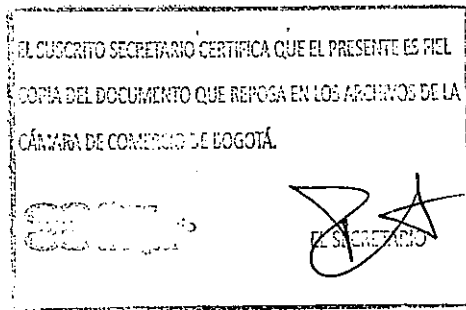 EL SUSCRITO SECRETARIO CERTIFICA QUE EL PRESENTE ES FIEL
COPIA DEL DOCUMENTO QUE REPOSA EN LOS ARCHIVOS DE LA
CÁMARA DE COMERCIO DE BOGOTÁ.
EL SECRETARIO